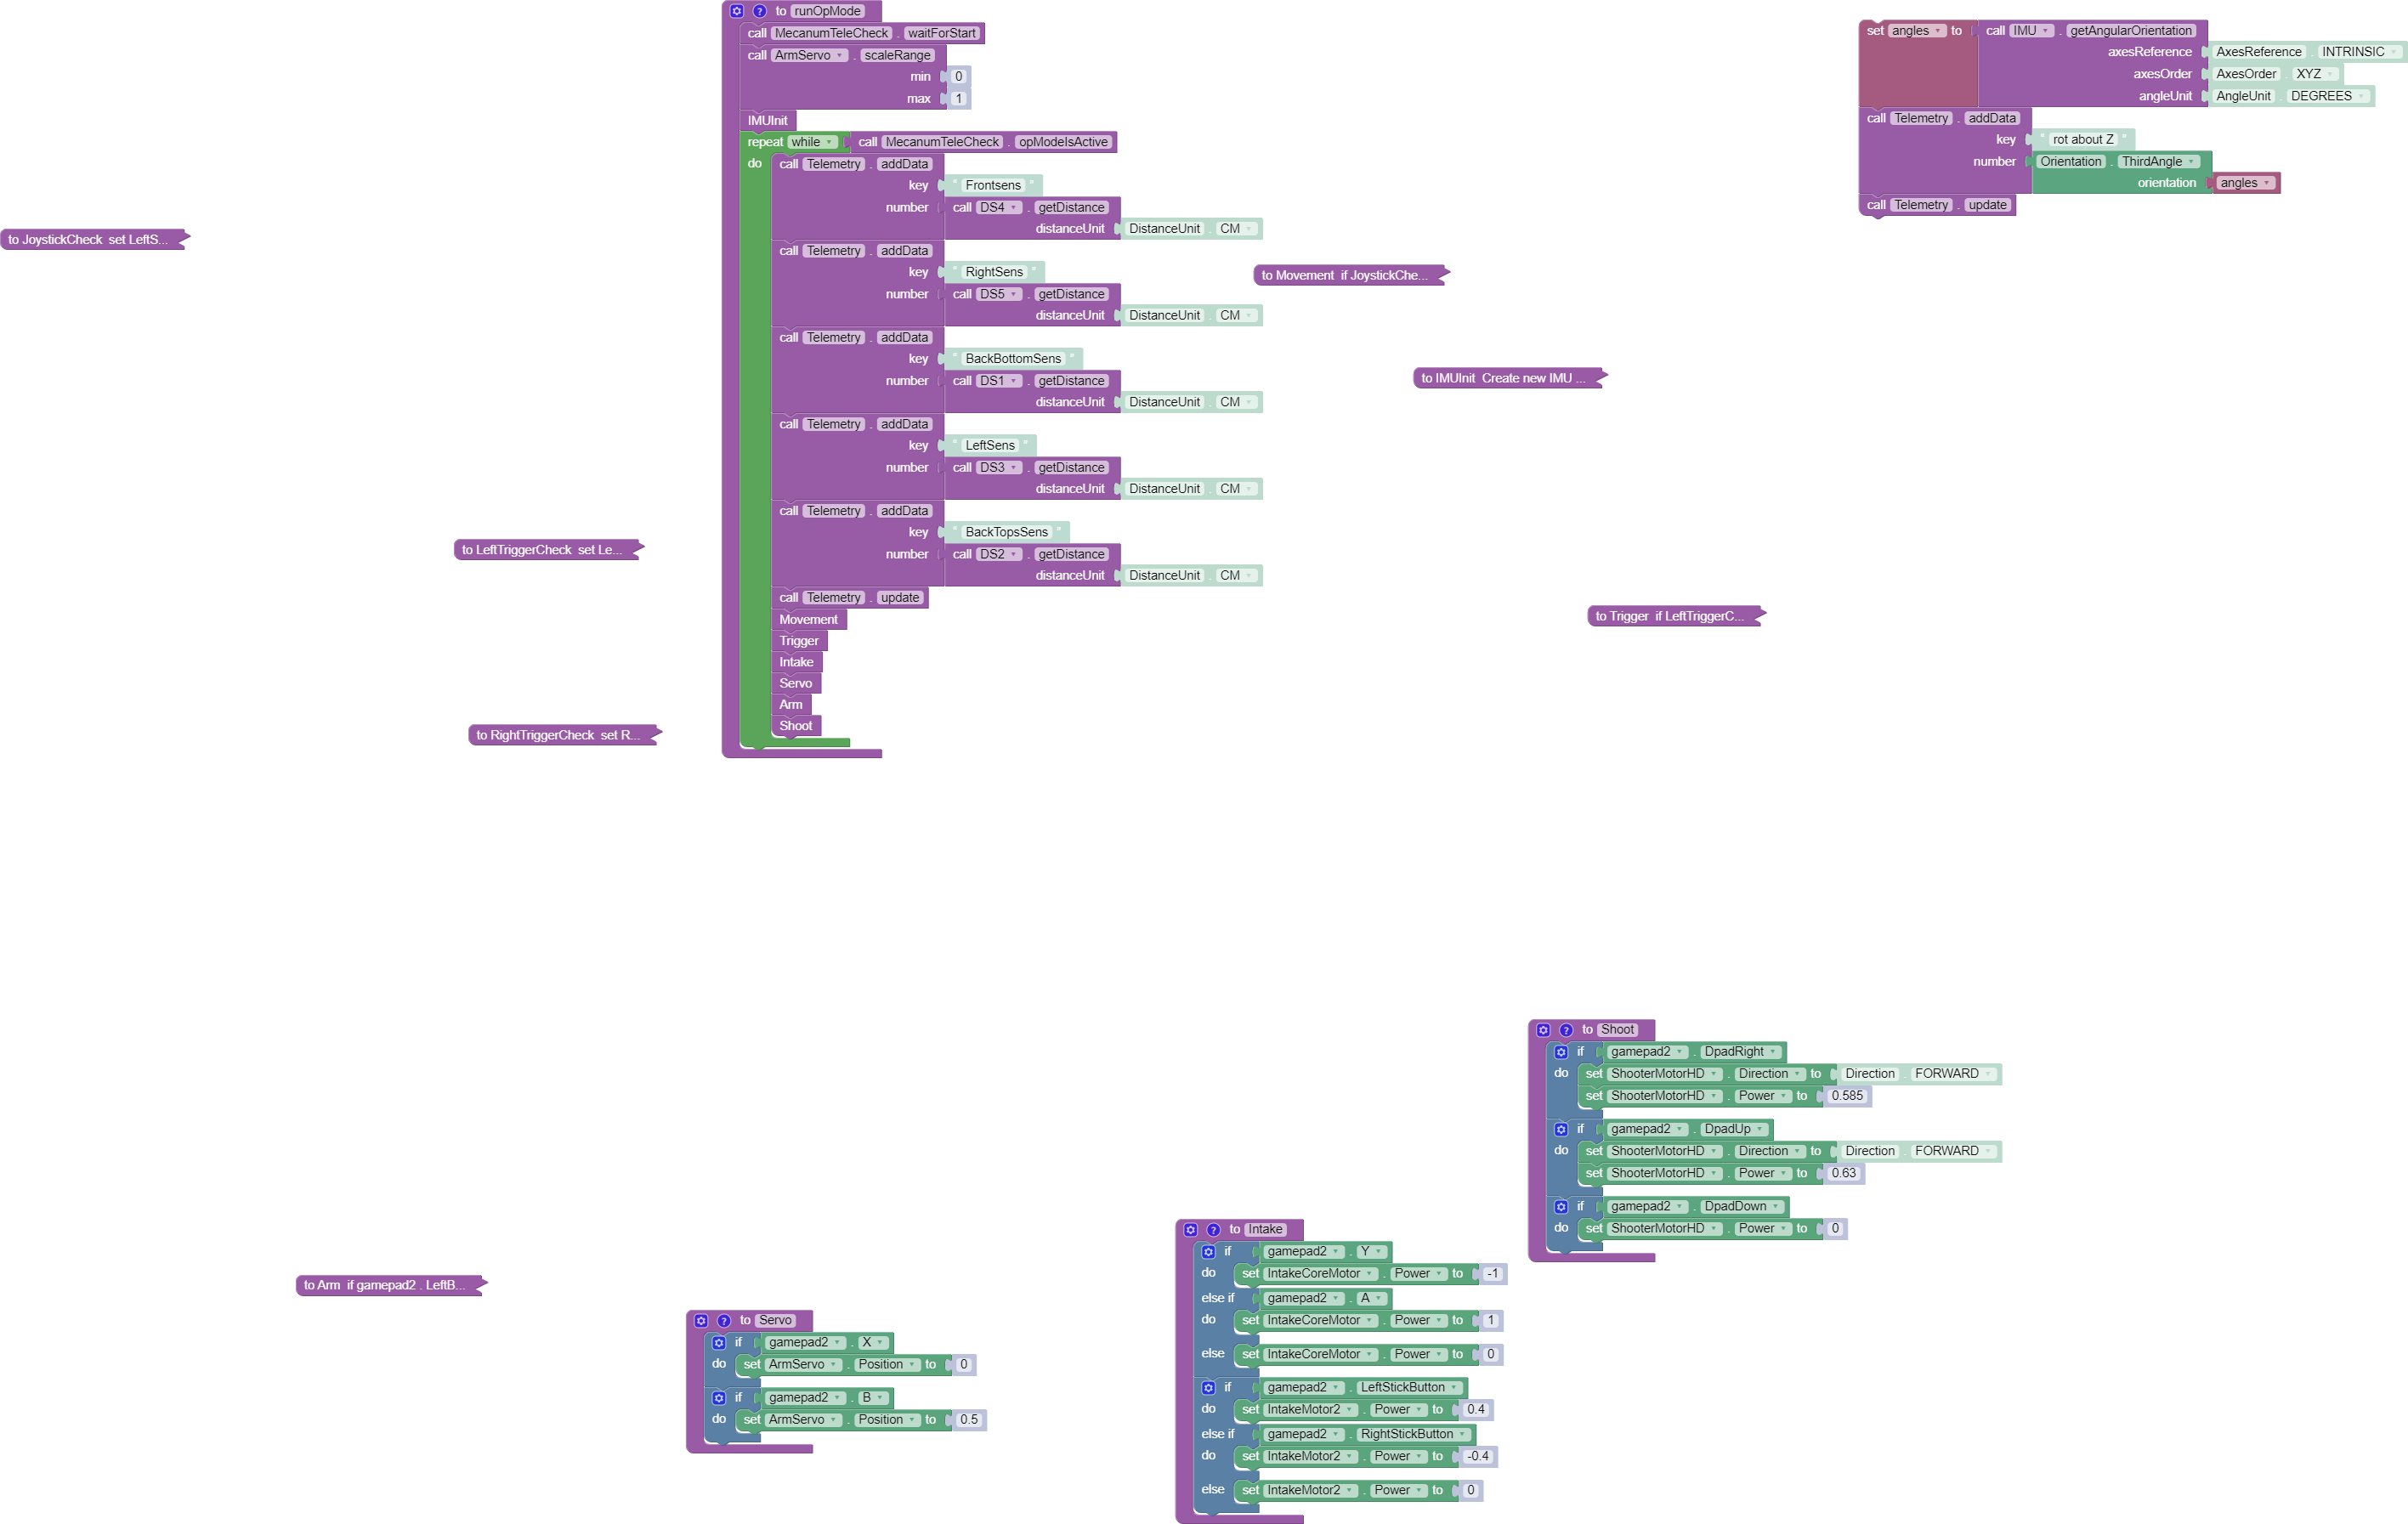 to runOpMode
call MecanumTeleCheck . waitForStart
call ArmServo . scaleRange
min 0
max 1
IMUInit
repeat while call MecanumTeleCheck . opModeIsActive
do call Telemetry . addData
key " Frontsens "
number call DS4 . getDistance
distanceUnit DistanceUnit . CM
call Telemetry . addData
key " RightSens "
number call DS5 . getDistance
distanceUnit DistanceUnit . CM
call Telemetry . addData
key " BackBottomSens "
number call DS1 . getDistance
distanceUnit DistanceUnit . CM
call Telemetry . addData
key " LeftSens "
number call DS3 . getDistance
distanceUnit DistanceUnit . CM
call Telemetry . addData
key " BackTopsSens "
number call DS2 . getDistance
distanceUnit DistanceUnit . CM
call Telemetry . update
Movement
Trigger
Intake
Servo
Arm
Shoot
set angles to call IMU . getAngularOrientation
axesReference AxesReference . INTRINSIC
axesOrder AxesOrder . XYZ
angleUnit AngleUnit . DEGREES
call Telemetry . addData
key " rot about Z "
number Orientation . ThirdAngle
orientation angles
call Telemetry . update
to JoystickCheck set LeftS...
to Movement if JoystickChe...
to IMUInit Create new IMU ...
to LeftTriggerCheck set Le...
to Trigger if LeftTriggerC...
to RightTriggerCheck set R...
to Shoot
if gamepad2 . DpadRight
do set ShooterMotorHD . Direction to Direction . FORWARD
set ShooterMotorHD . Power to 0.585
if gamepad2 . DpadUp
do set ShooterMotorHD . Direction to Direction . FORWARD
set ShooterMotorHD . Power to 0.63
if gamepad2 . DpadDown
do set ShooterMotorHD . Power to 0
to Intake
if gamepad2 . Y
do set IntakeCoreMotor . Power to -1
else if gamepad2 . A
do set IntakeCoreMotor . Power to 1
else set IntakeCoreMotor . Power to 0
if gamepad2 . LeftStickButton
do set IntakeMotor2 . Power to 0.4
else if gamepad2 . RightStickButton
do set IntakeMotor2 . Power to -0.4
else set IntakeMotor2 . Power to 0
to Arm if gamepad2 . LeftB...
to Servo
if gamepad2 . X
do set ArmServo . Position to 0
if gamepad2 . B
do set ArmServo . Position to 0.5